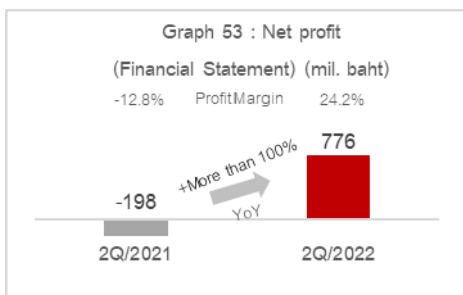 Graph 53 : Net profit
(Financial Statement) (mil. baht)
-12.8% ProfitMargin 24.2%
+More than 100%
776
-198
YoY
2Q/2021 2Q/2022